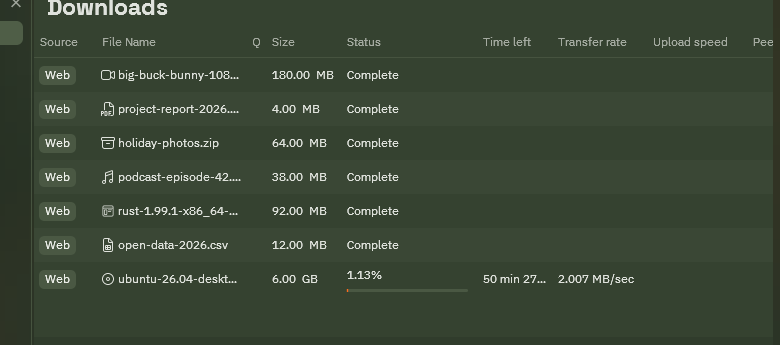 Downloads
Source File Name Q Size Status Time left Transfer rate Upload speed Pee
Web big-buck-bunny-108... 180.00 MB Complete
Web project-report-2026.... 4.00 MB Complete
Web holiday-photos.zip 64.00 MB Complete
Web podcast-episode-42.... 38.00 MB Complete
Web rust-1.99.1-x86_64-... 92.00 MB Complete
Web open-data-2026.csv 12.00 MB Complete
Web ubuntu-26.04-deskt... 6.00 GB 1.13% 50 min 27... 2.007 MB/sec